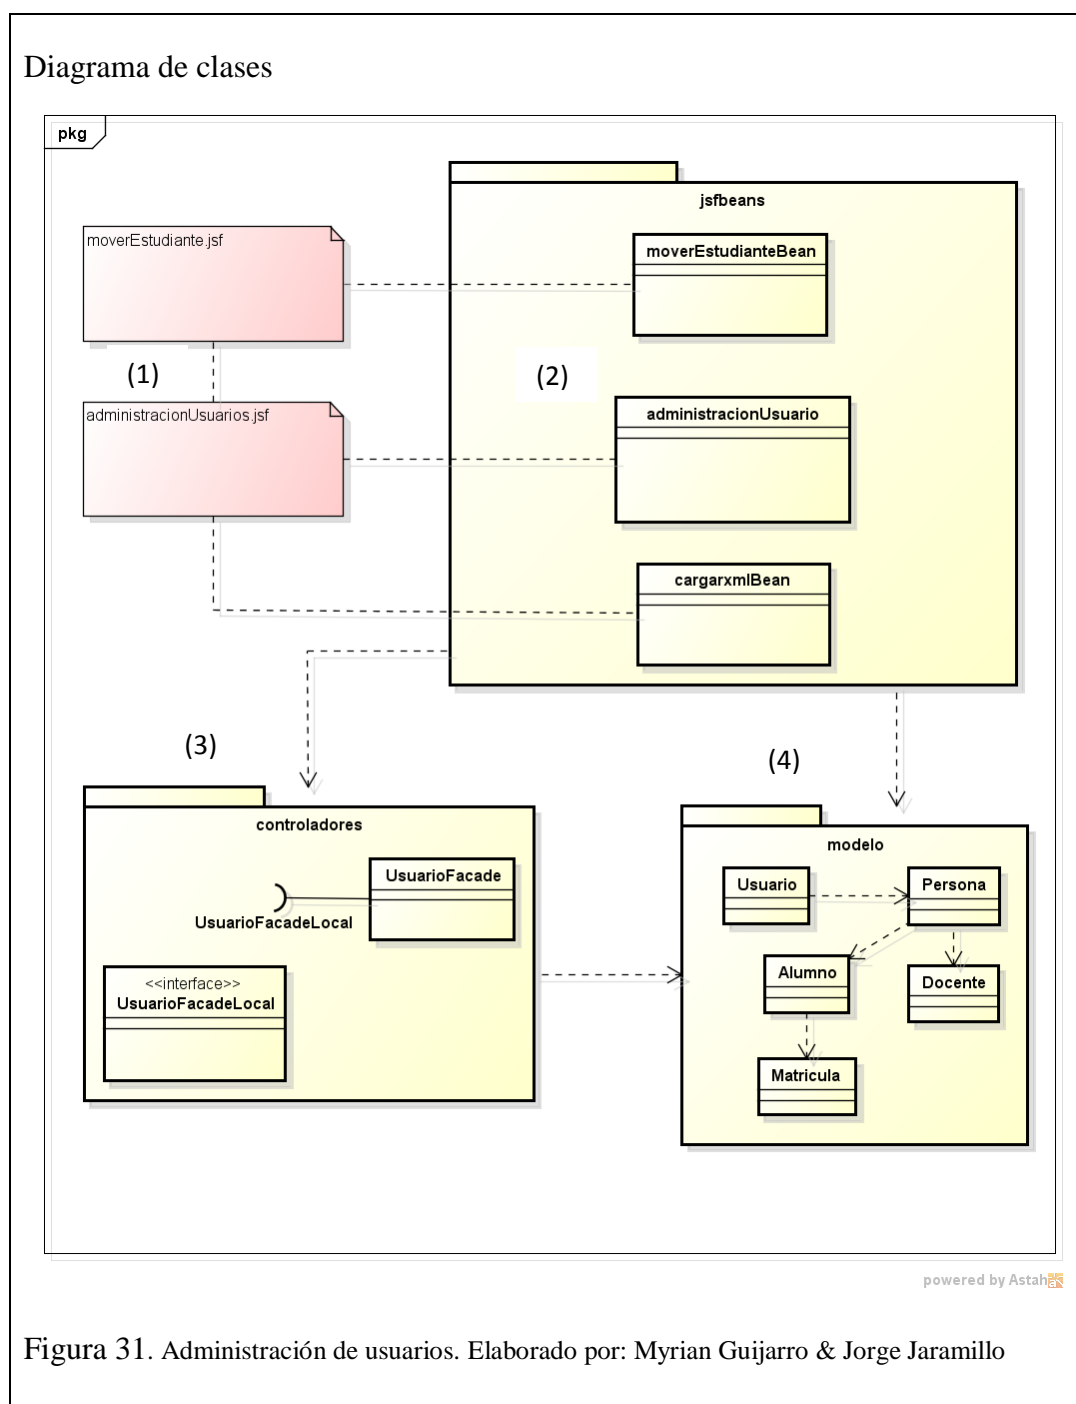 Diagrama de clases
pkg
jsfbeans
moverEstudiante.jsf
moverEstudianteBean
(1)
(2)
administracionUsuarios.jsf
administracionUsuario
cargarxmlBean
(3)
(4)
controladores
modelo
UsuarioFacade
UsuarioFacadeLocal
Usuario
Persona
<<interface>>
UsuarioFacadeLocal
Alumno
Docente
Matricula
powered by Astah
Figura 31. Administración de usuarios. Elaborado por: Myrian Guijarro & Jorge Jaramillo